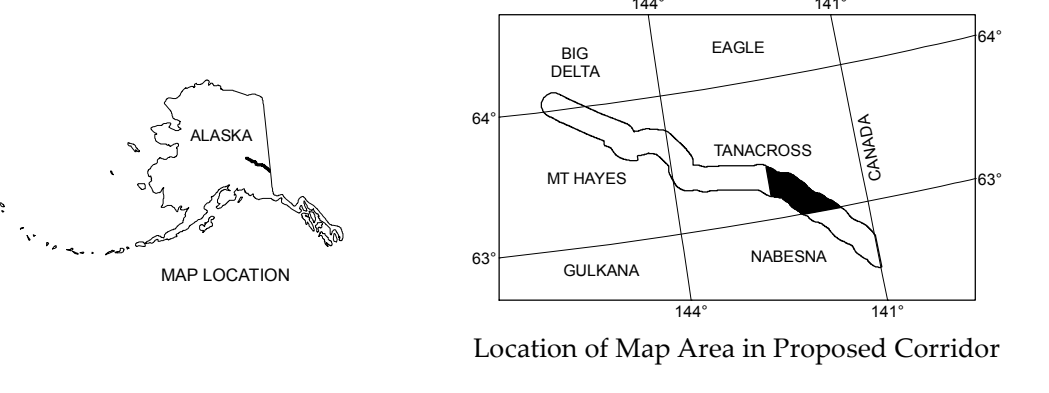 144°
141°
64°
EAGLE
BIG
DELTA
ALASKA
64°
CANADA
TANACROSS
MT HAYES
63°
63°
NABESNA
GULKANA
MAP LOCATION
144°
141°
Location of Map Area in Proposed Corridor